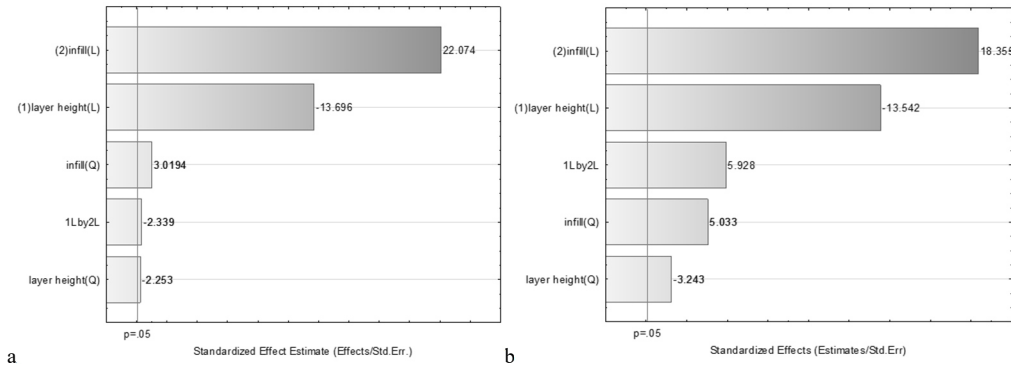 (2)infill(L)
22.074
(1)layer height(L)
-13.696
infill(Q)
3.0194
1Lby2L
-2.339
layer height(Q)
-2.253
p=.05
Standardized Effect Estimate (Effects/Std.Err.)
a
(2)infill(L)
18.358
(1)layer height(L)
-13.542
1Lby2L
5.928
infill(Q)
5.033
layer height(Q)
-3.243
p=.05
Standardized Effects (Estimates/Std.Err)
b